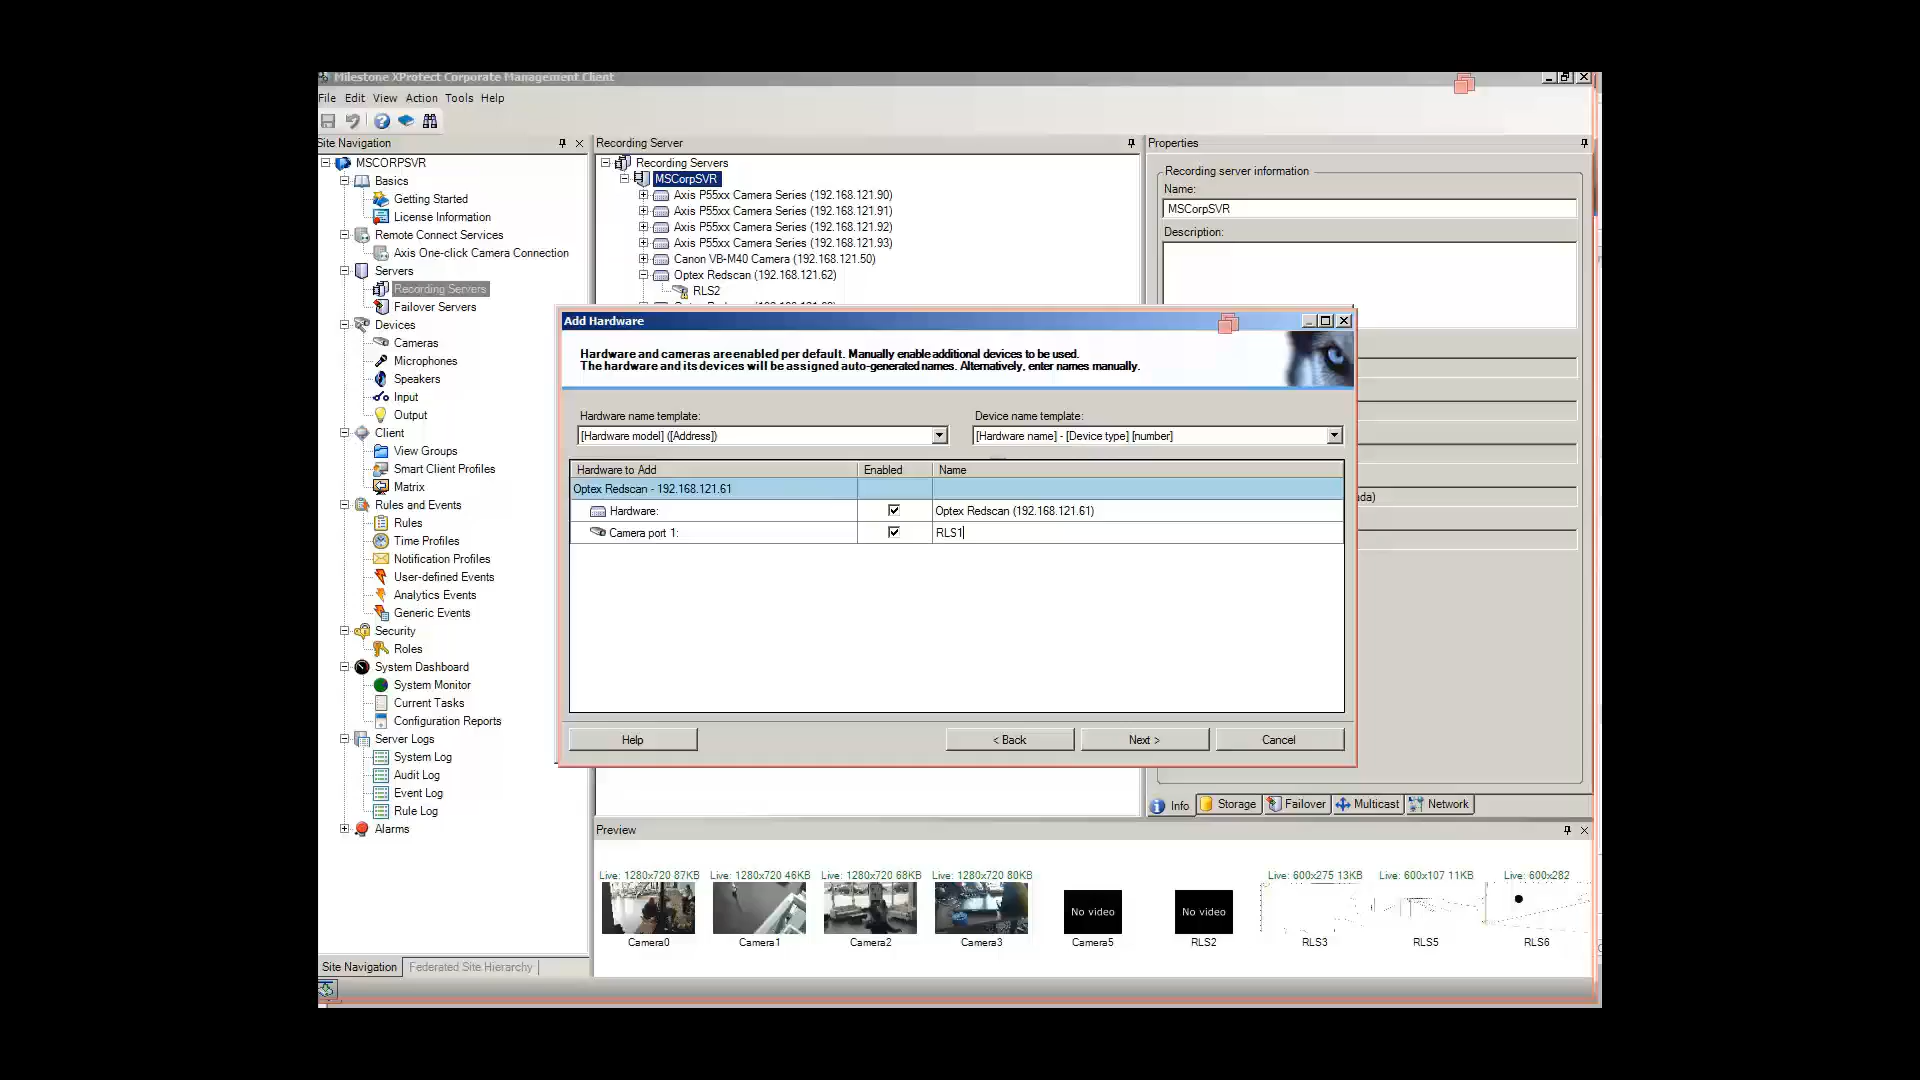 Milestone XProtect Corporate Management Client
File Edit View Action Tools Help
Site Navigation
MSCORPSVR
Basics
Getting Started
License Information
Remote Connect Services
Axis One-click Camera Connection
Servers
Recording Servers
Failover Servers
Devices
Cameras
Microphones
Speakers
Input
Output
Client
View Groups
Smart Client Profiles
Matrix
Rules and Events
Rules
Time Profiles
Notification Profiles
User-defined Events
Analytics Events
Generic Events
Security
Roles
System Dashboard
System Monitor
Current Tasks
Configuration Reports
Server Logs
System Log
Audit Log
Event Log
Rule Log
Alarms
Site Navigation Federated Site Hierarchy
Recording Server
Recording Servers
MSCorpSVR
Axis P55xx Camera Series (192.168.121.90)
Axis P55xx Camera Series (192.168.121.91)
Axis P55xx Camera Series (192.168.121.92)
Axis P55xx Camera Series (192.168.121.93)
Canon VB-M40 Camera (192.168.121.50)
Optex Redscan (192.168.121.62)
RLS2
Properties
Recording server information
Name:
MSCorpSVR
Description:
ada)
Info Storage Failover Multicast Network
Add Hardware
Hardware and cameras are enabled per default. Manually enable additional devices to be used.
The hardware and its devices will be assigned auto-generated names. Alternatively, enter names manually.
Hardware name template: Device name template:
[Hardware model] ([Address]) [Hardware name] - [Device type] [number]
Hardware to Add Enabled Name
Optex Redscan - 192.168.121.61
Hardware: Optex Redscan (192.168.121.61)
Camera port 1: RLS1
Help < Back Next > Cancel
Preview
Live: 1280x720 87KB Live: 1280x720 46KB Live: 1280x720 68KB Live: 1280x720 80KB Live: 600x275 13KB Live: 600x107 11KB Live: 600x282
No video No video
Camera0 Camera1 Camera2 Camera3 Camera5 RLS2 RLS3 RLS5 RLS6